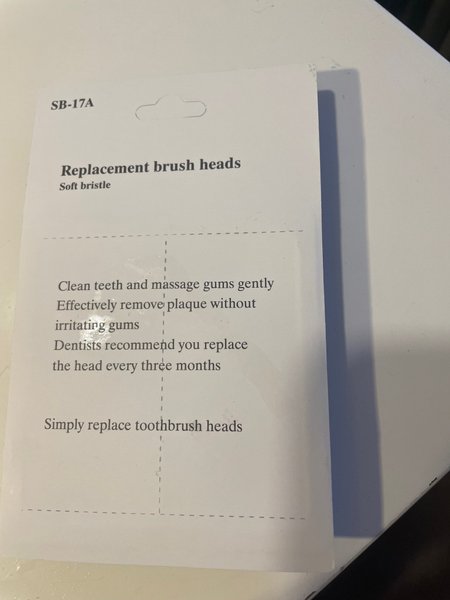 SB-17A
Replacement brush heads
Soft bristle
Clean teeth and massage gums gently
Effectively remove plaque without
irritating gums
Dentists recommend you replace
the head every three months
Simply replace toothbrush heads